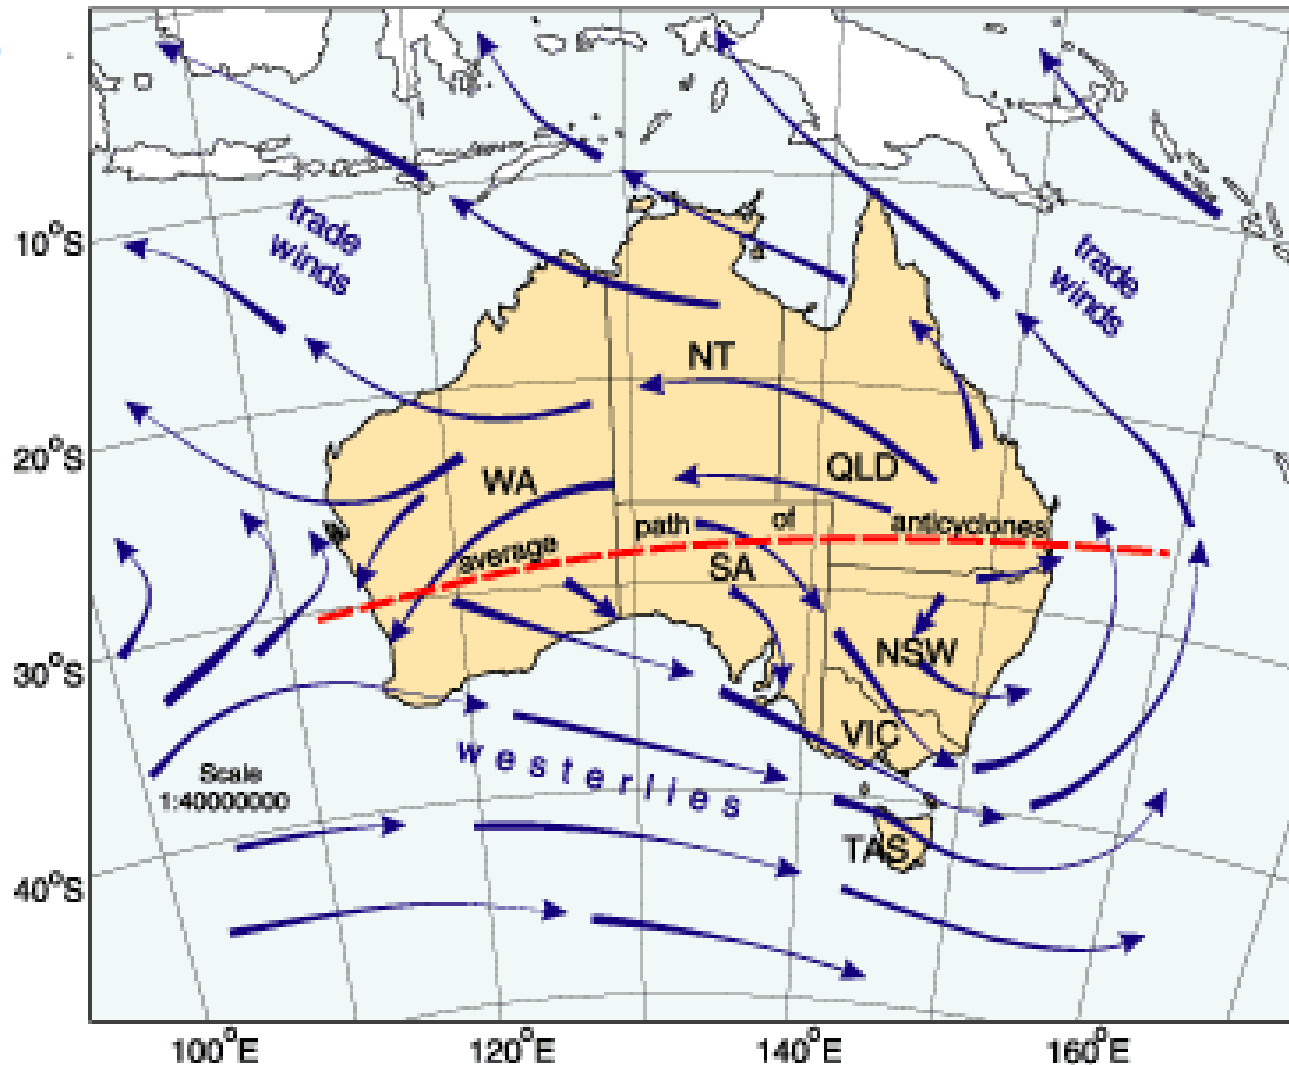 trade
winds
trade
winds
10°S
NT
20°S
WA
QLD
average path of anticyclones
SA
30°S
NSW
VIC
westerlies
Scale
1:40000000
TAS
40°S
100°E 120°E 140°E 160°E